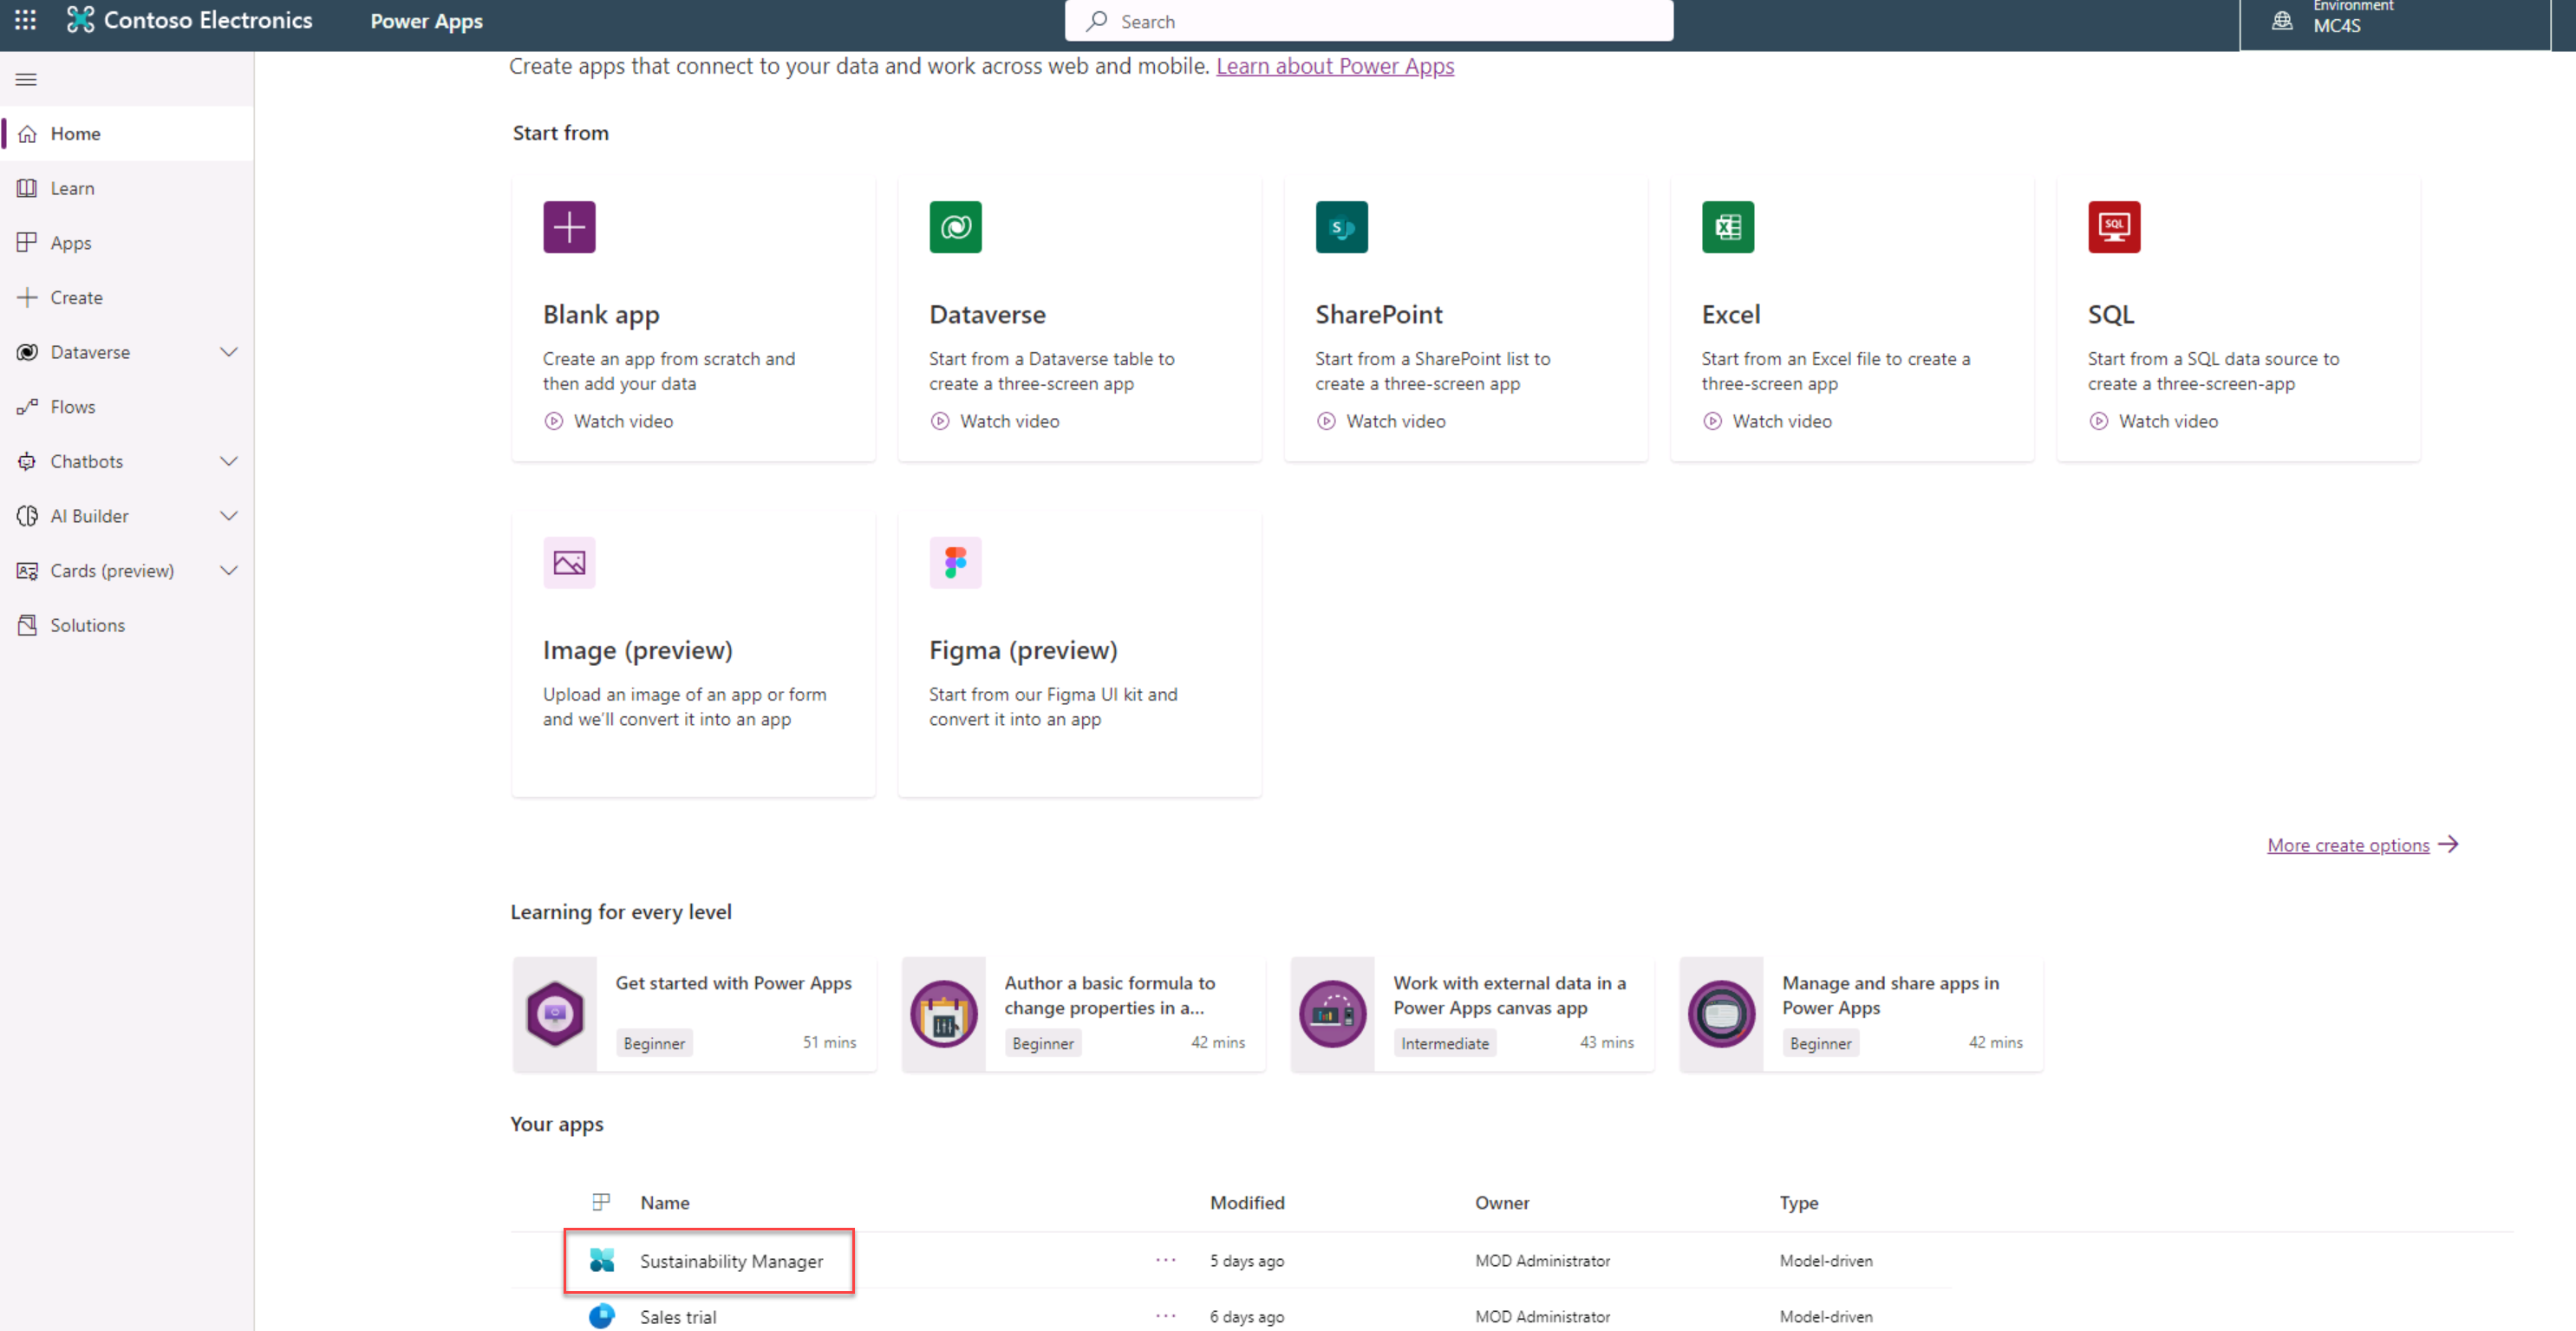 Contoso Electronics
Power Apps
Search
Environment
MC4S
Create apps that connect to your data and work across web and mobile. Learn about Power Apps
Home
Learn
Apps
Create
Dataverse
Flows
Chatbots
AI Builder
Cards (preview)
Solutions
Start from
Blank app
Create an app from scratch and
then add your data
Watch video
Dataverse
Start from a Dataverse table to
create a three-screen app
Watch video
S
SharePoint
Start from a SharePoint list to
create a three-screen app
Watch video
X
Excel
Start from an Excel file to create a
three-screen app
Watch video
SQL
SQL
Start from a SQL data source to
create a three-screen-app
Watch video
Image (preview)
Upload an image of an app or form
and we'll convert it into an app
Figma (preview)
Start from our Figma UI kit and
convert it into an app
More create options
Learning for every level
Get started with Power Apps
Beginner 51 mins
Author a basic formula to
change properties in a...
Beginner 42 mins
Work with external data in a
Power Apps canvas app
Intermediate 43 mins
Manage and share apps in
Power Apps
Beginner 42 mins
Your apps
Name Modified Owner Type
Sustainability Manager ... 5 days ago MOD Administrator Model-driven
Sales trial ... 6 days ago MOD Administrator Model-driven